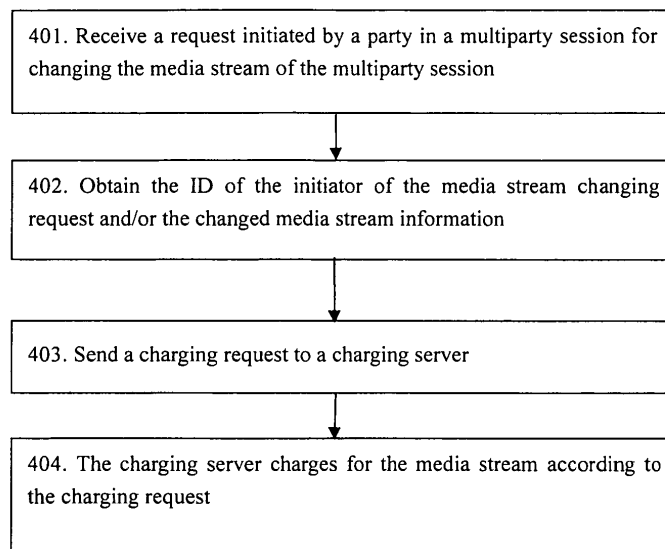 401. Receive a request initiated by a party in a multiparty session for
changing the media stream of the multiparty session
402. Obtain the ID of the initiator of the media stream changing
request and/or the changed media stream information
403. Send a charging request to a charging server
404. The charging server charges for the media stream according to
the charging request